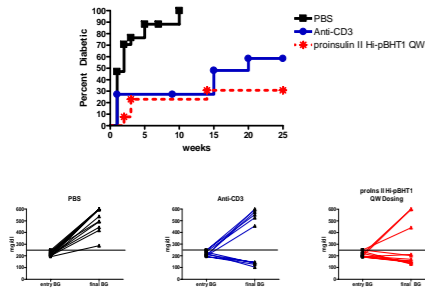 PBS
Anti-CD3
proinsulin II Hi-pBHT1 QW
Percent Diabetic
100
90
80
70
60
50
40
30
20
10
0
0 5 10 15 20 25
weeks
PBS
mg/dl
600
500
400
300
200
100
0
entry BG final BG
Anti-CD3
mg/dl
600
500
400
300
200
100
0
entry BG final BG
proIns II Hi-pBHT1
QW Dosing
mg/dl
600
500
400
300
200
100
0
entry BG final BG